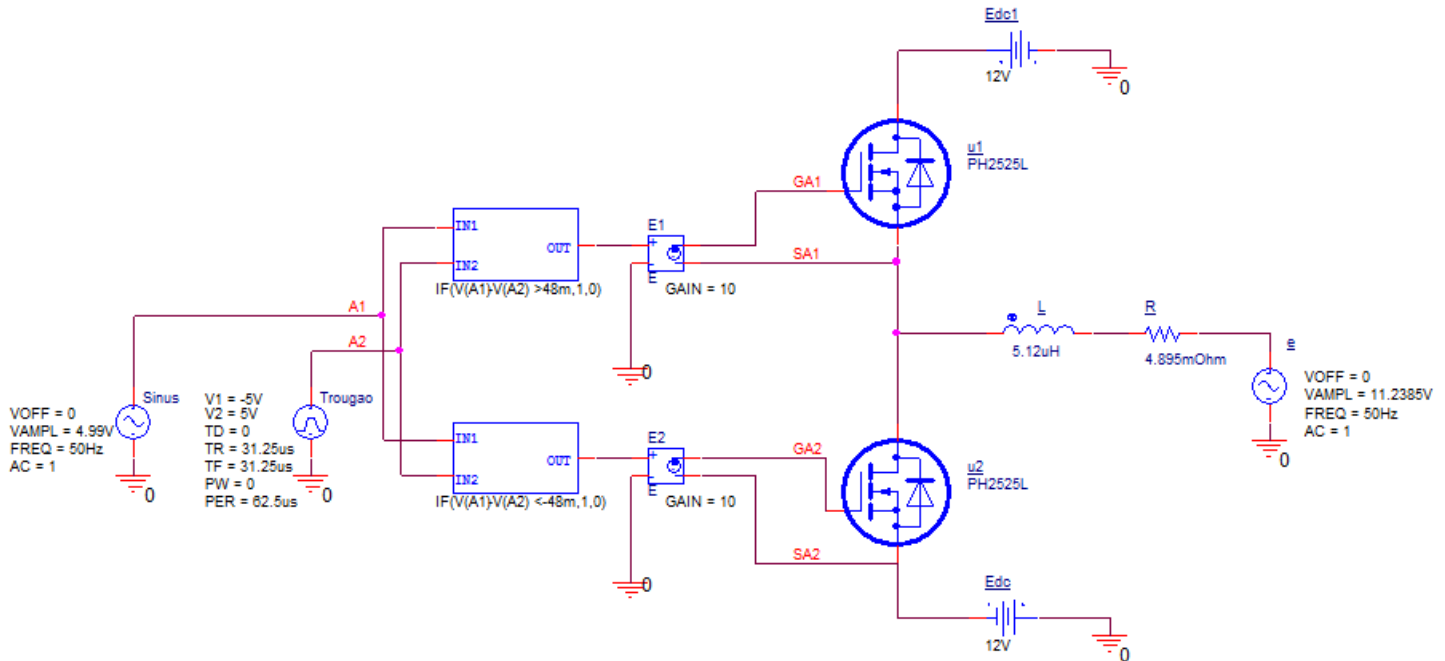 Edc1
12V
0
u1
PH2525L
GA1
E1
IN1
OUT
IN2
SA1
E
IF(V(A1)-V(A2) >48m,1,0)
GAIN = 10
A1
L
R
A2
5.12uH
4.895mOhm
e
0
Sinus
V1 = -5V
Trougao
VOFF = 0
VAMPL = 4.99V
FREQ = 50Hz
AC = 1
V2 = 5V
TD = 0
TR = 31.25us
TF = 31.25us
PW = 0
PER = 62.5us
VOFF = 0
VAMPL = 11.2385V
FREQ = 50Hz
AC = 1
0
0
0
IN1
OUT
IN2
E2
GA2
u2
PH2525L
E
IF(V(A1)-V(A2) <-48m,1,0)
GAIN = 10
SA2
0
Edc
12V
0